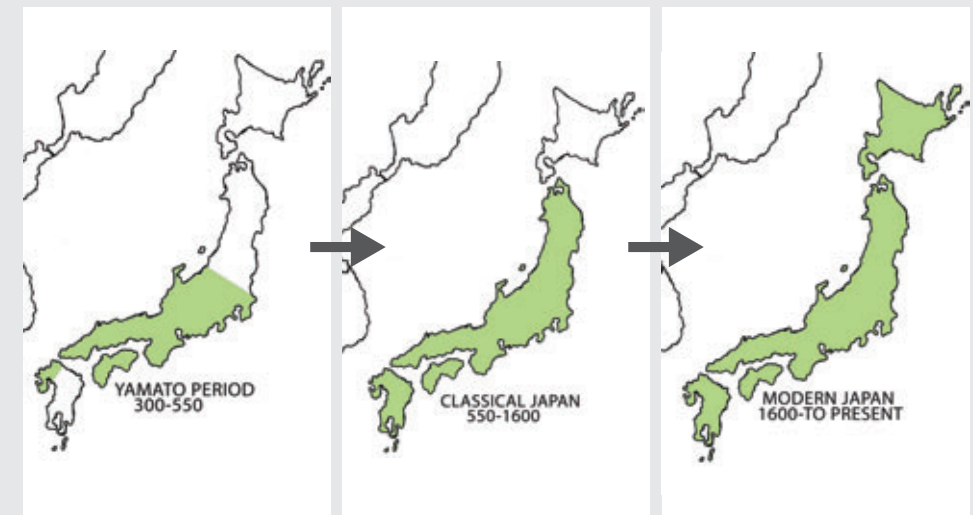 YAMATO PERIOD
300-550
CLASSICAL JAPAN
550-1600
MODERN JAPAN
1600-TO PRESENT